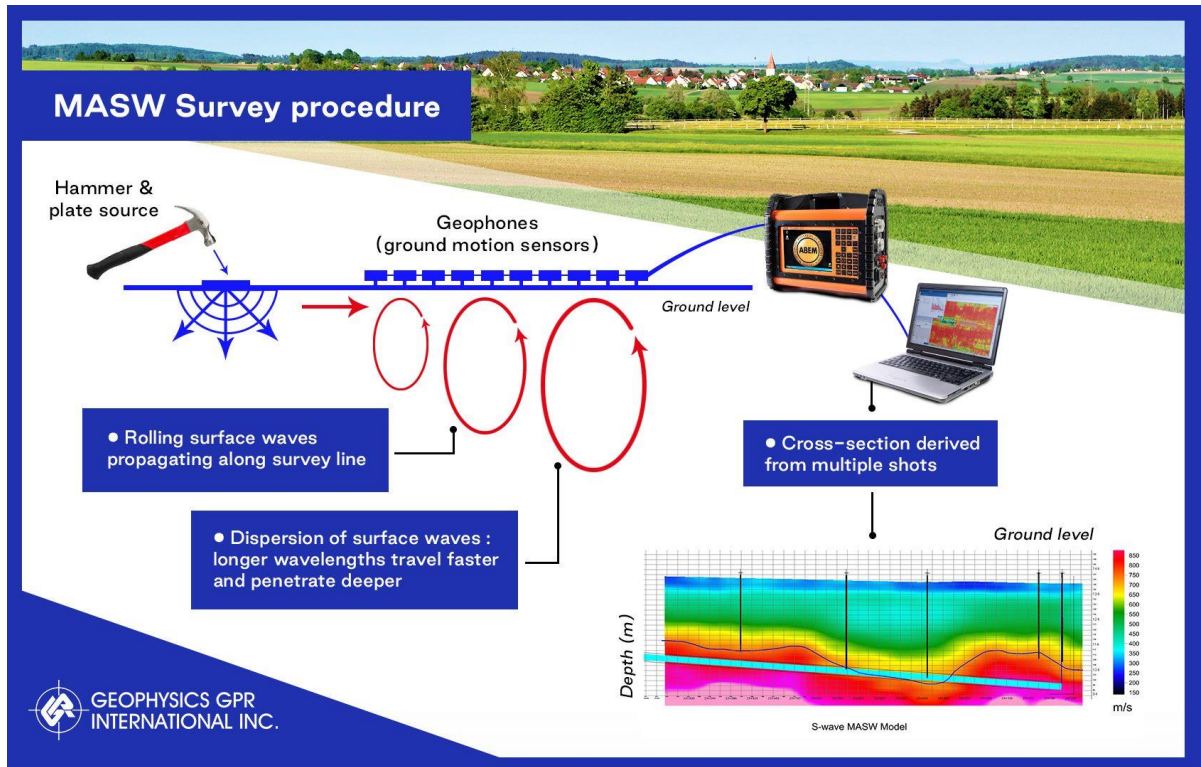 MASW Survey procedure
Hammer &
plate source
Geophones
(ground motion sensors)
ABEM
Ground level
● Rolling surface waves
propagating along survey line
● Dispersion of surface waves :
longer wavelengths travel faster
and penetrate deeper
● Cross-section derived
from multiple shots
Ground level
Depth (m)
850
800
750
700
650
600
550
500
450
400
350
300
250
200
150
m/s
S-wave MASW Model
GEOPHYSICS GPR
INTERNATIONAL INC.